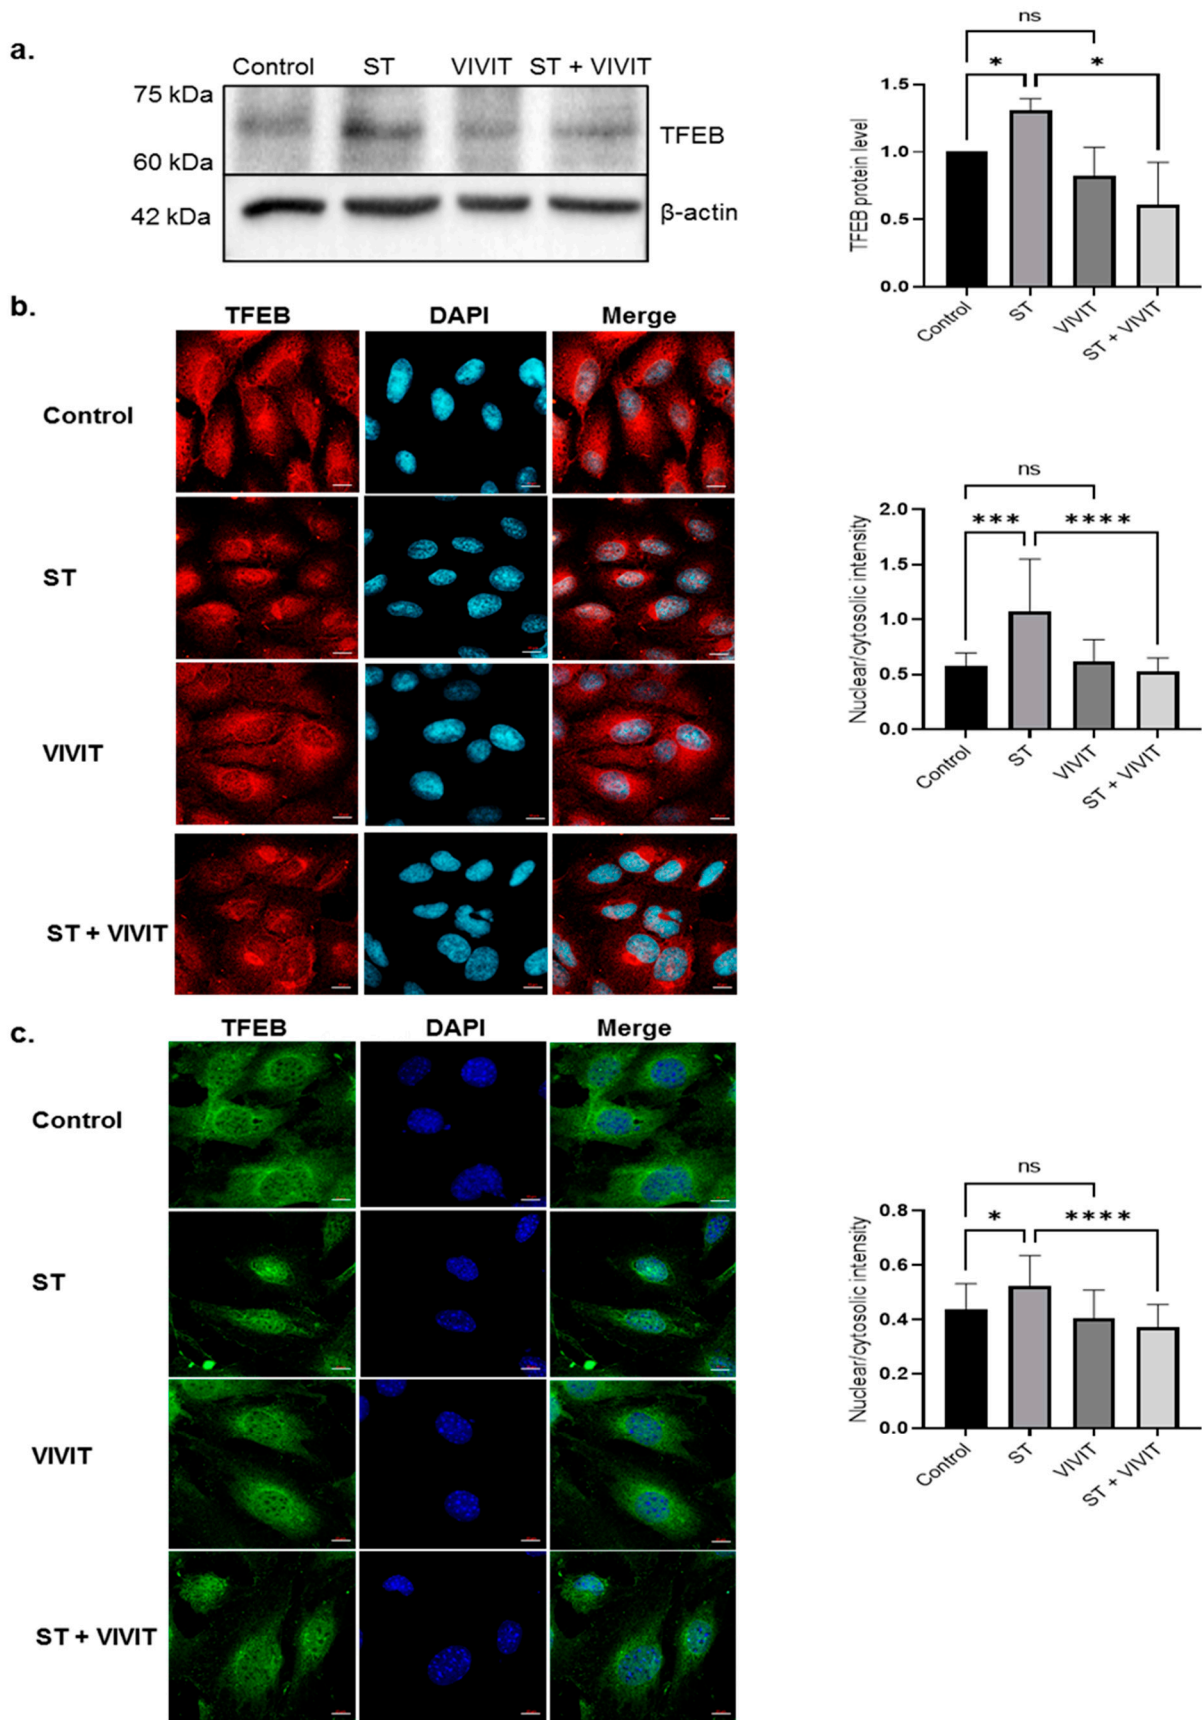 a.
Control ST VIVIT ST + VIVIT
75 kDa
TFEB
60 kDa
42 kDa
β-actin
ns
* *
TFEB protein level
1.5
1.0
0.5
0.0
Control
ST
VIVIT
ST + VIVIT
b.
TFEB DAPI Merge
Control
ST
VIVIT
ST + VIVIT
ns
*** ****
Nuclear/cytosolic intensity
2.0
1.5
1.0
0.5
0.0
Control
ST
VIVIT
ST + VIVIT
c.
TFEB DAPI Merge
Control
ST
VIVIT
ST + VIVIT
ns
* ****
Nuclear/cytosolic intensity
0.8
0.6
0.4
0.2
0.0
Control
ST
VIVIT
ST + VIVIT